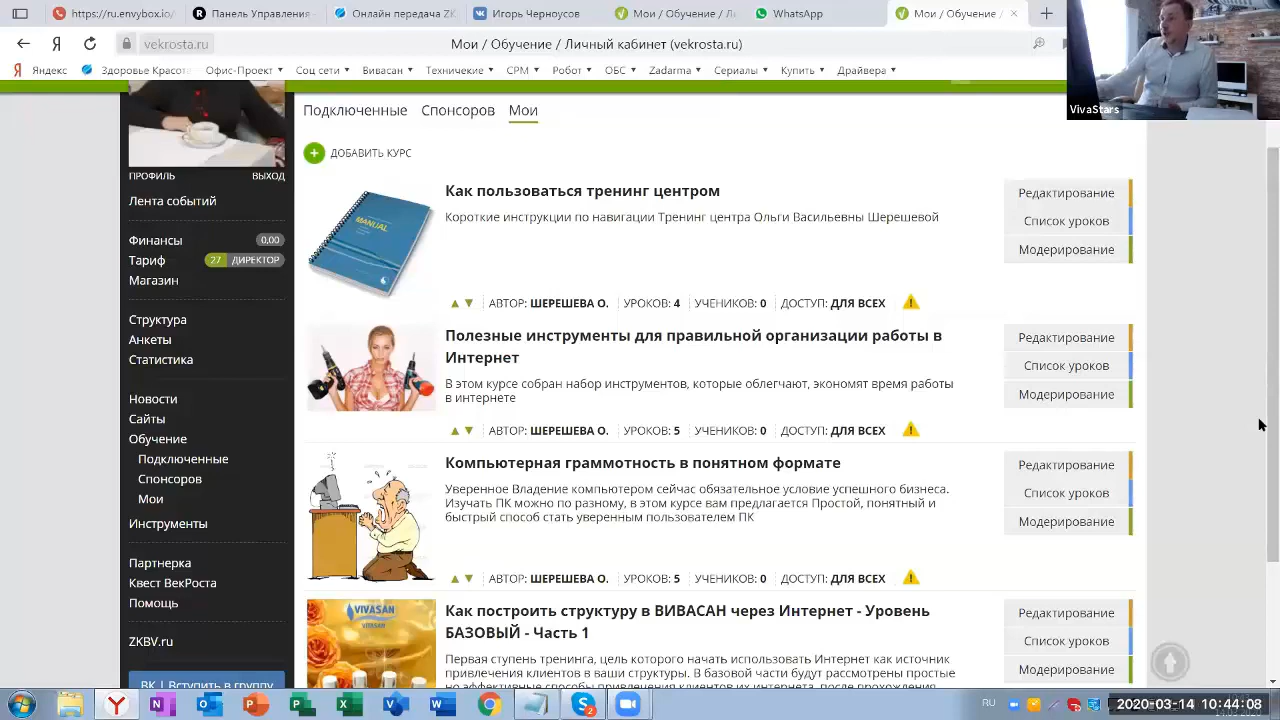 https://ru.envybox.io/
Панель Управления
Онлайн передача ZK
Игорь Черноусов
Мои / Обучение / Л
WhatsApp
Мои / Обучение /
Я
vekrosta.ru
Мои / Обучение / Личный кабинет (vekrosta.ru)
Яндекс
Здоровье Красот
Офис-Проект
Соц сети
Вивасан
Техничекие
СРМ
Робот
ОБС
Zadarma
Сериалы
Купить
Драйвера
VivaStars
Подключенные
Спонсоров
Мои
ДОБАВИТЬ КУРС
ПРОФИЛЬ
ВЫХОД
Лента событий
Финансы
0,00
Тариф
27 ДИРЕКТОР
Магазин
Структура
Анкеты
Статистика
Новости
Сайты
Обучение
Подключенные
Спонсоров
Мои
Инструменты
Партнерка
Квест ВекРоста
Помощь
ZKBV.ru
ВК | Вступить в группу
MANUAL
Как пользоваться тренинг центром
Короткие инструкции по навигации Тренинг центра Ольги Васильевны Шерешевой
АВТОР: ШЕРЕШЕВА О. УРОКОВ: 4 УЧЕНИКОВ: 0 ДОСТУП: ДЛЯ ВСЕХ
Редактирование
Список уроков
Модерирование
Полезные инструменты для правильной организации работы в
Интернет
В этом курсе собран набор инструментов, которые облегчают, экономят время работы
в интернете
АВТОР: ШЕРЕШЕВА О. УРОКОВ: 5 УЧЕНИКОВ: 0 ДОСТУП: ДЛЯ ВСЕХ
Редактирование
Список уроков
Модерирование
Компьютерная граммотность в понятном формате
Уверенное Владение компьютером сейчас обязательное условие успешного бизнеса.
Изучать ПК можно по разному, в этом курсе вам предлагается Простой, понятный и
быстрый способ стать уверенным пользователем ПК
АВТОР: ШЕРЕШЕВА О. УРОКОВ: 5 УЧЕНИКОВ: 0 ДОСТУП: ДЛЯ ВСЕХ
Редактирование
Список уроков
Модерирование
VIVASAN
VIVASAN
Как построить структуру в ВИВАСАН через Интернет - Уровень
БАЗОВЫЙ - Часть 1
Первая ступень тренинга, цель которого начать использовать Интернет как источник
привлечения клиентов в ваши структуры. В базовой части будут рассмотрены простые
Редактирование
Список уроков
Модерирование
RU
2020-03-14 10:44:08